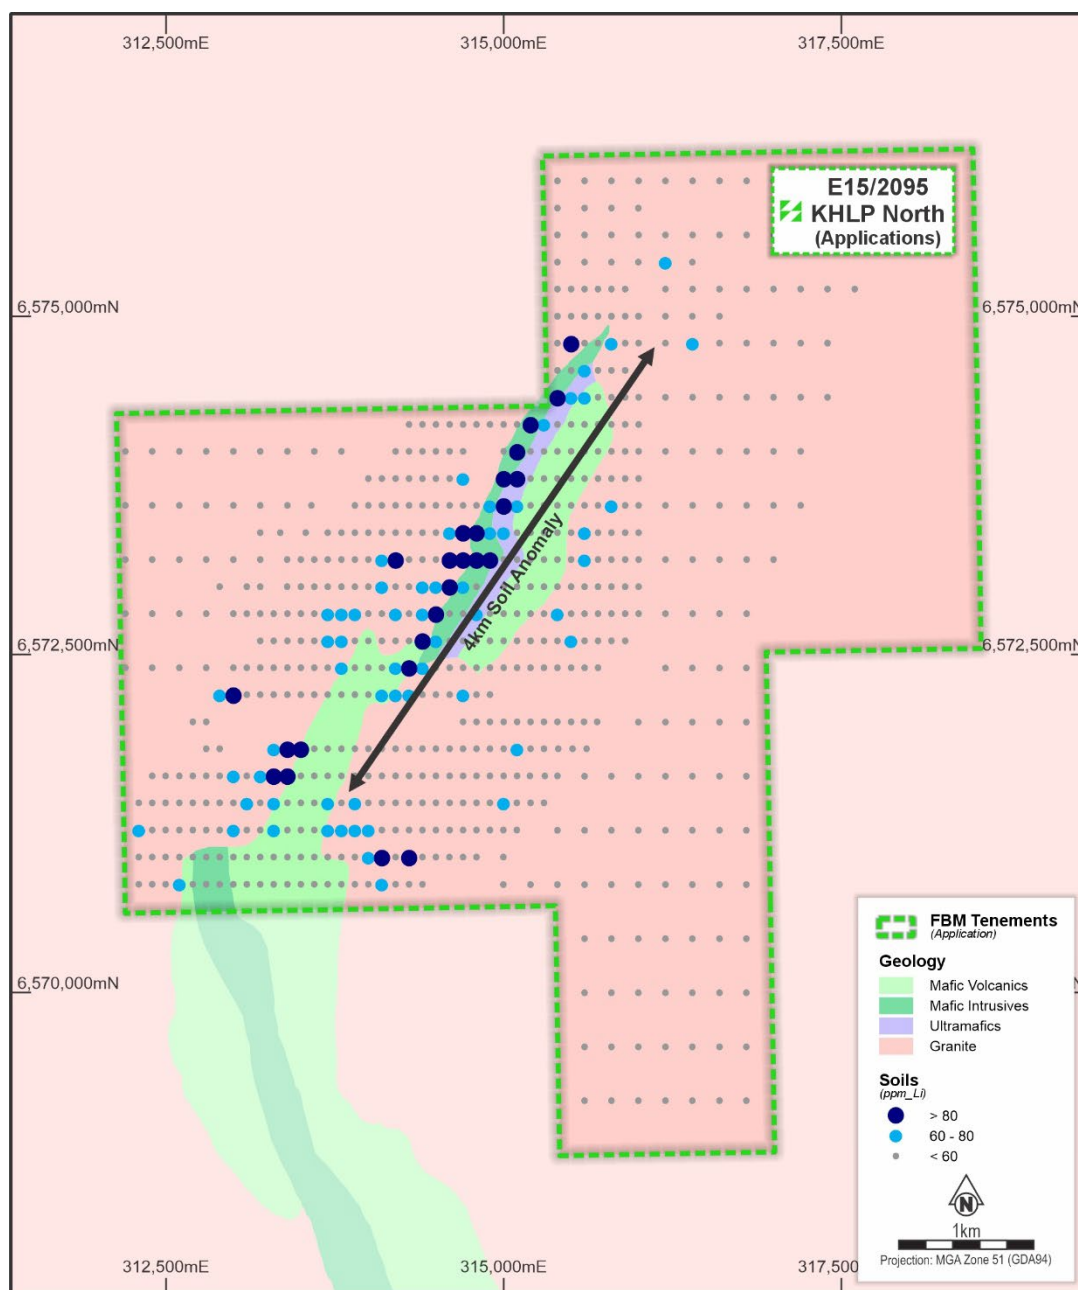 312,500mE
315,000mE
317,500mE
E15/2095
KHLP North
(Applications)
6,575,000mN
6,575,000mN
4km Soil Anomaly
6,572,500mN
6,572,500mN
6,570,000mN
N
FBM Tenements
(Application)
Geology
Mafic Volcanics
Mafic Intrusives
Ultramafics
Granite
Soils
(ppm_Li)
> 80
60 - 80
< 60
N
1km
Projection: MGA Zone 51 (GDA94)
312,500mE
315,000mE
317,50